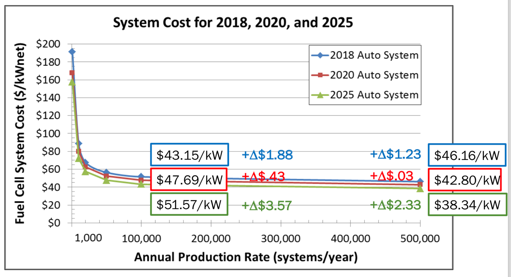 System Cost for 2018, 2020, and 2025
Fuel Cell System Cost ($/kWnet)
$200
$180
$160
$140
$120
$100
$80
$60
$40
$20
$0
2018 Auto System
2020 Auto System
2025 Auto System
$43.15/kW +Δ$1.88 +Δ$1.23 $46.16/kW
$47.69/kW +Δ$.43 +Δ$.03 $42.80/kW
$51.57/kW +Δ$3.57 +Δ$2.33 $38.34/kW
1,000 100,000 200,000 300,000 400,000 500,000
Annual Production Rate (systems/year)